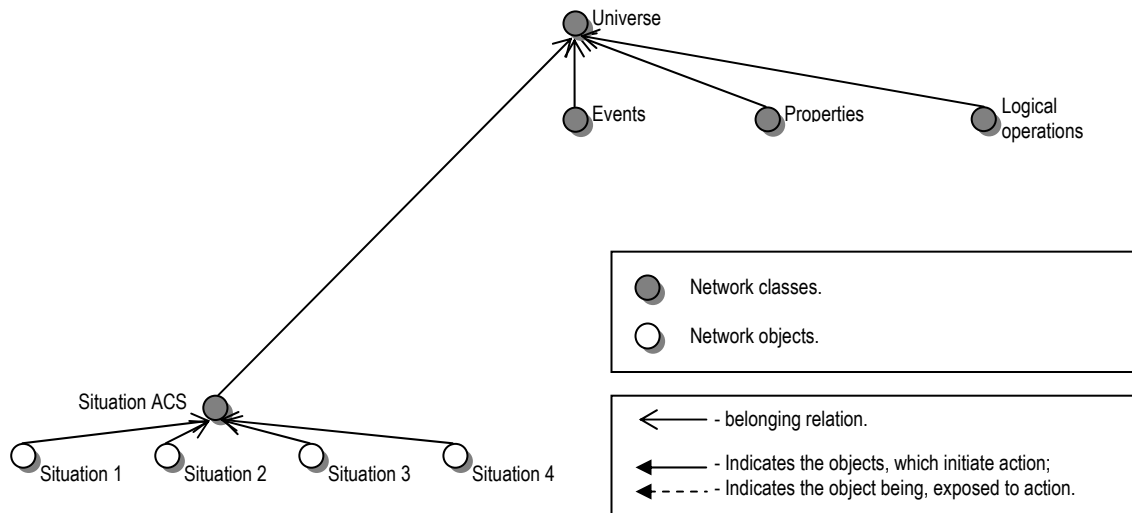 Universe
Events
Properties
Logical
operations
Network classes.
Network objects.
Situation ACS
Situation 1
Situation 2
Situation 3
Situation 4
- belonging relation.
- Indicates the objects, which initiate action;
- Indicates the object being, exposed to action.